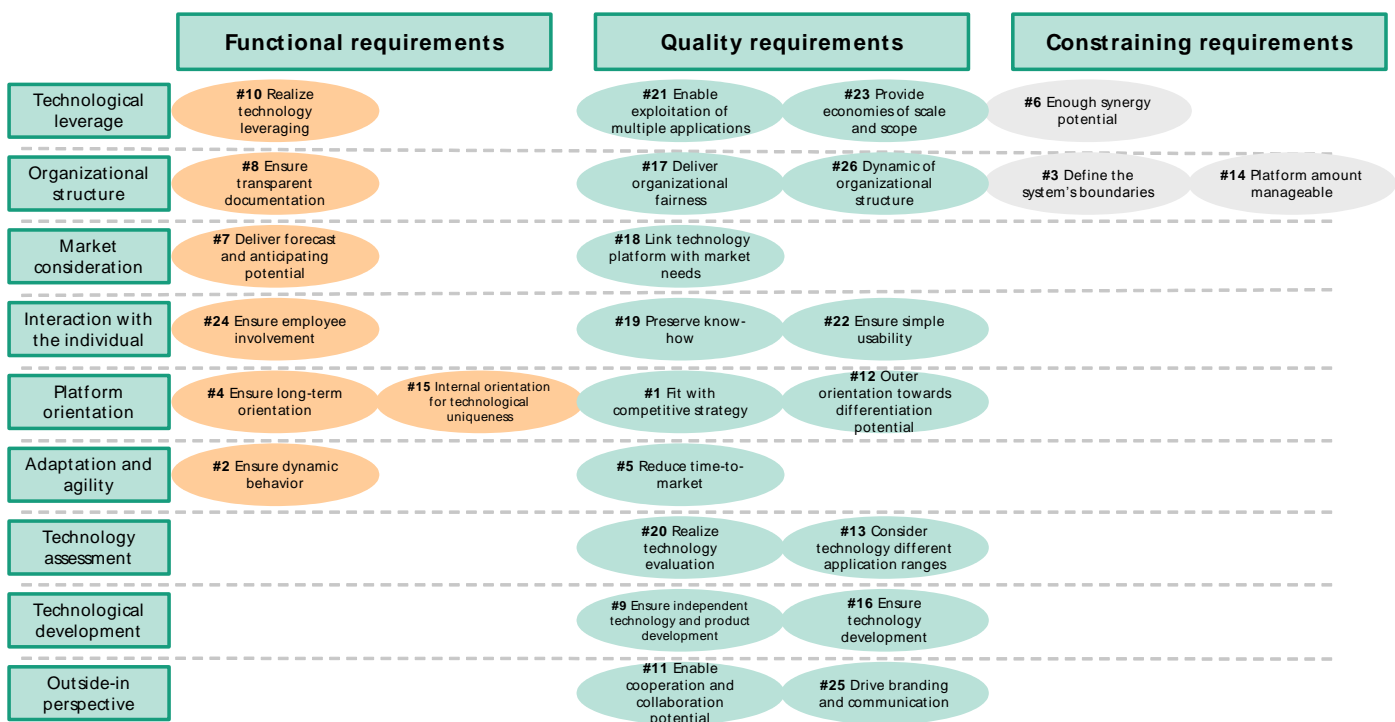 Functional requirements
Quality requirements
Constraining requirements
Technological
leverage
#10 Realize
technology
leveraging
#21 Enable
exploitation of
multiple applications
#23 Provide
economies of scale
and scope
#6 Enough synergy
potential
Organizational
structure
#8 Ensure
transparent
documentation
#17 Deliver
organizational
fairness
#26 Dynamic of
organizational
structure
#3 Define the
system's boundaries
#14 Platform amount
manageable
Market
consideration
#7 Deliver forecast
and anticipating
potential
#18 Link technology
platform with market
needs
Interaction with
the individual
#24 Ensure employee
involvement
#19 Preserve know-
how
#22 Ensure simple
usability
Platform
orientation
#4 Ensure long-term
orientation
#15 Internal orientation
for technological
uniqueness
#1 Fit with
competitive strategy
#12 Outer
orientation towards
differentiation
potential
Adaptation and
agility
#2 Ensure dynamic
behavior
#5 Reduce time-to-
market
Technology
assessment
#20 Realize
technology
evaluation
#13 Consider
technology different
application ranges
Technological
development
#9 Ensure independent
technology and product
development
#16 Ensure
technology
development
Outside-in
perspective
#11 Enable
cooperation and
collaboration
potential
#25 Drive branding
and communication